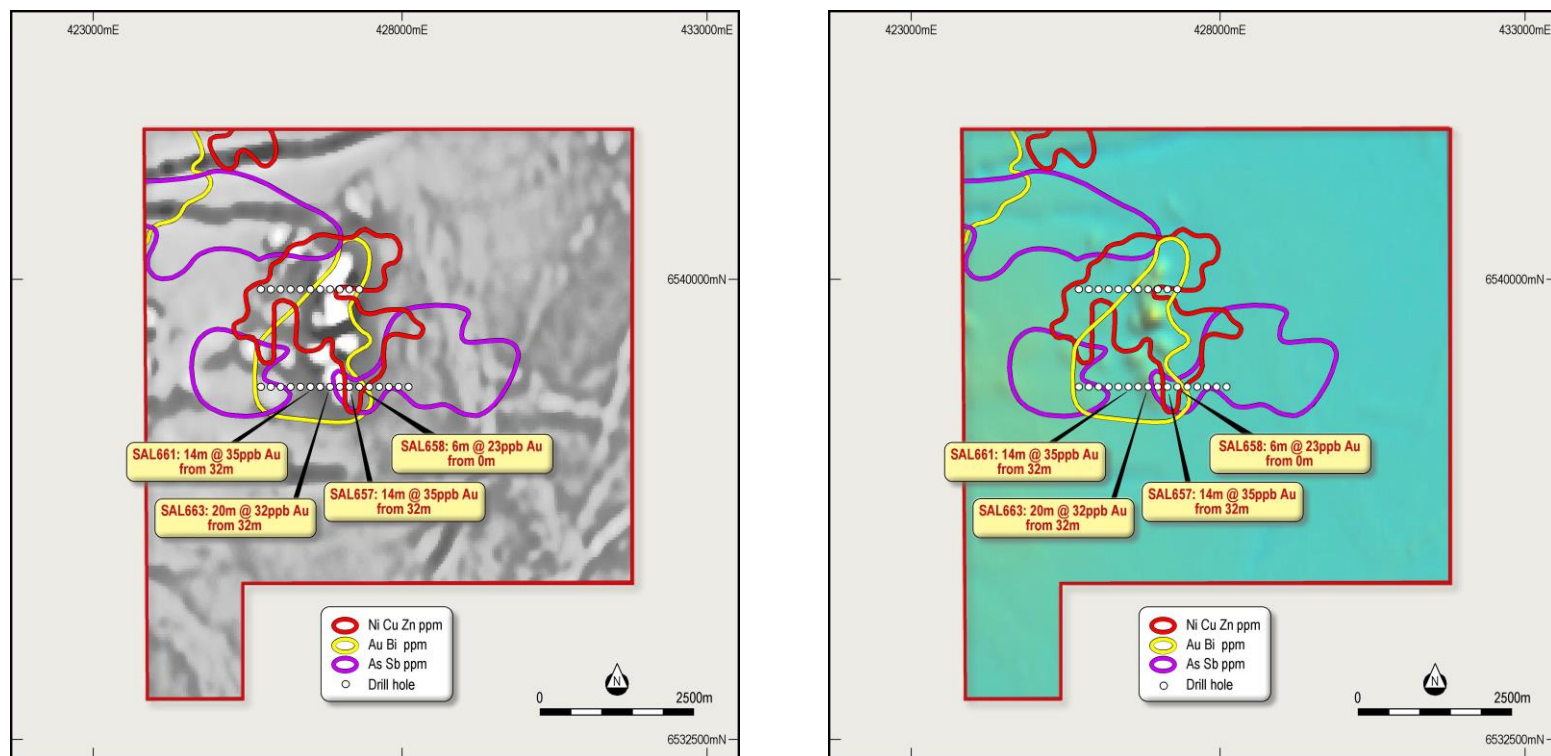 423000mE
428000mE
433000mE
6540000mN
SAL661: 14m @ 35ppb Au
from 32m
SAL658: 6m @ 23ppb Au
from 0m
SAL663: 20m @ 32ppb Au
from 32m
SAL657: 14m @ 35ppb Au
from 32m
Ni Cu Zn ppm
Au Bi ppm
As Sb ppm
Drill hole
N
0
2500m
6532500mN
423000mE
428000mE
433000mE
6540000mN
SAL661: 14m @ 35ppb Au
from 32m
SAL658: 6m @ 23ppb Au
from 0m
SAL663: 20m @ 32ppb Au
from 32m
SAL657: 14m @ 35ppb Au
from 32m
Ni Cu Zn ppm
Au Bi ppm
As Sb ppm
Drill hole
N
0
2500m
6532500mN